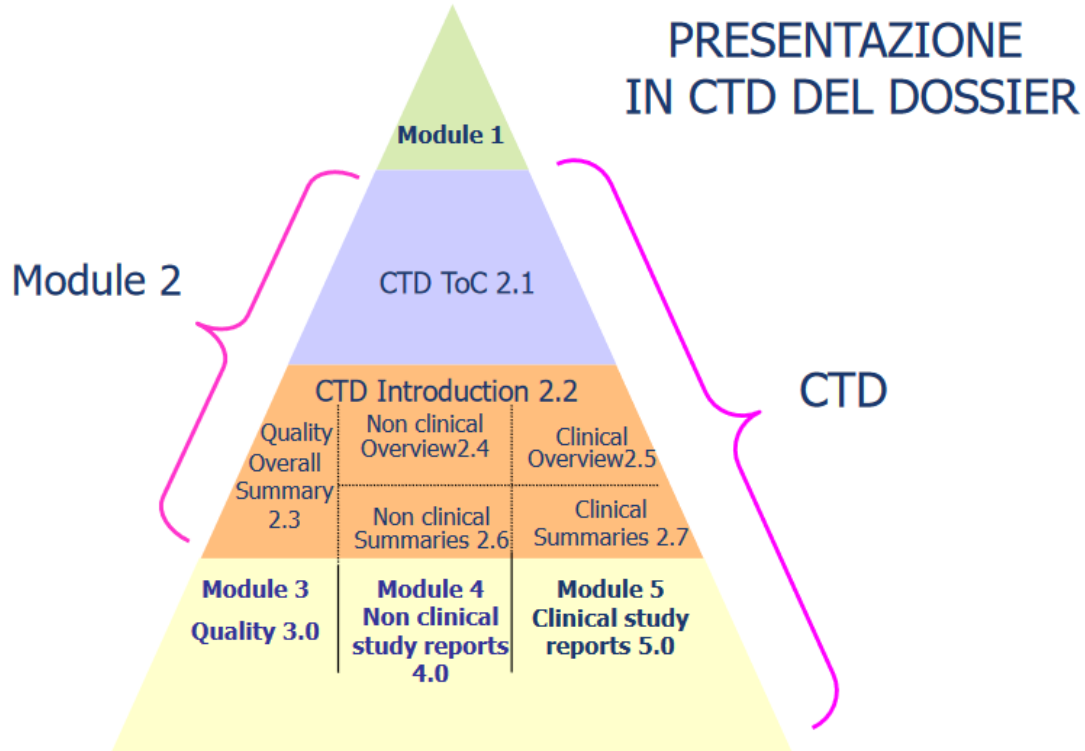 PRESENTAZIONE
IN CTD DEL DOSSIER
Module 1
Module 2
CTD ToC 2.1
CTD
CTD Introduction 2.2
Quality
Overall
Summary
2.3
Non clinical
Overview2.4
Clinical
Overview2.5
Non clinical
Summaries 2.6
Clinical
Summaries 2.7
Module 3
Quality 3.0
Module 4
Non clinical
study reports
4.0
Module 5
Clinical study
reports 5.0